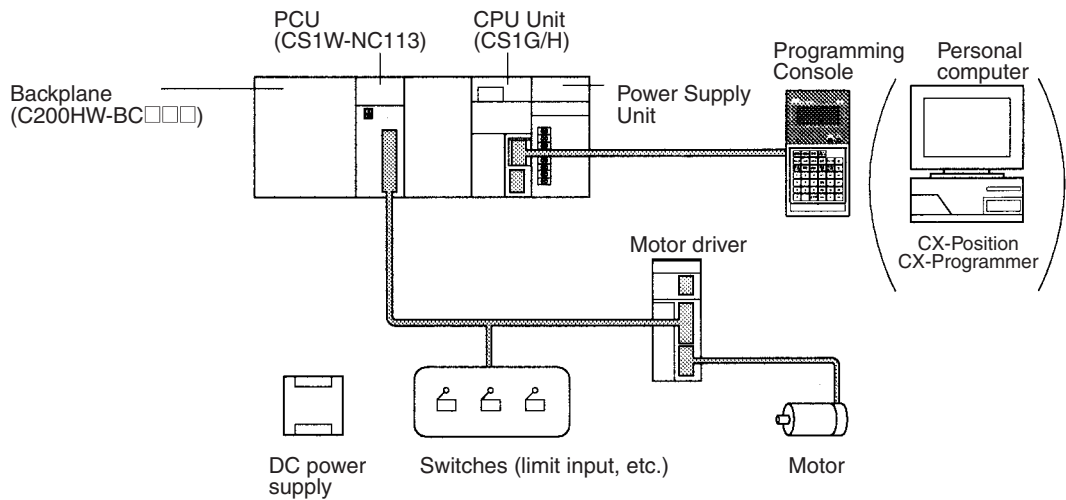 PCU
(CS1W-NC113)
CPU Unit
(CS1G/H)
Programming
Console
Personal
computer
Backplane
(C200HW-BC□□□)
Power Supply
Unit
Motor driver
CX-Position
CX-Programmer
DC power
supply
Switches (limit input, etc.)
Motor